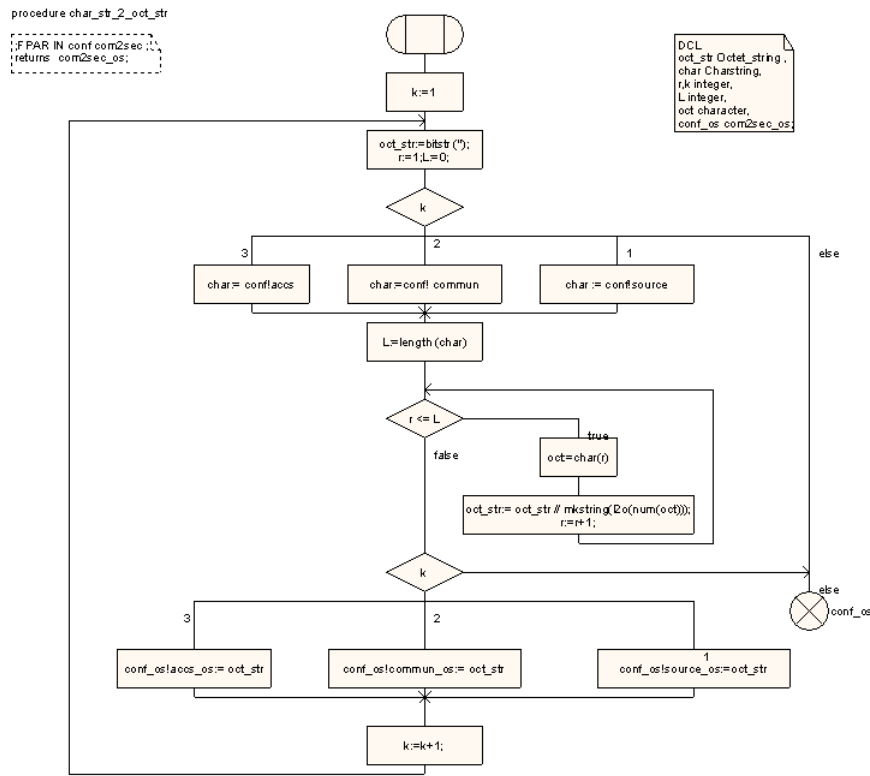 procedure char_str_2_oct_str
;FPAR IN conf com2sec ;
returns com2sec_os;
DCL
oct_str Octet_string ,
char Charstring,
r,k integer,
L integer,
oct character,
conf_os com2sec_os;
k:=1
oct_str:=bitstr('');
r:=1;L:=0;
k
3
2
1
else
char:= conf!accs
char:=conf! commun
char := conf!source
L:=length(char)
r <= L
true
false
oct:=char(r)
oct_str:= oct_str // mkstring(I2o(num(oct)));
r:=r+1;
k
else
conf_os
3
2
1
conf_os!accs_os:= oct_str
conf_os!commun_os:= oct_str
conf_os!source_os:=oct_str
k:=k+1;